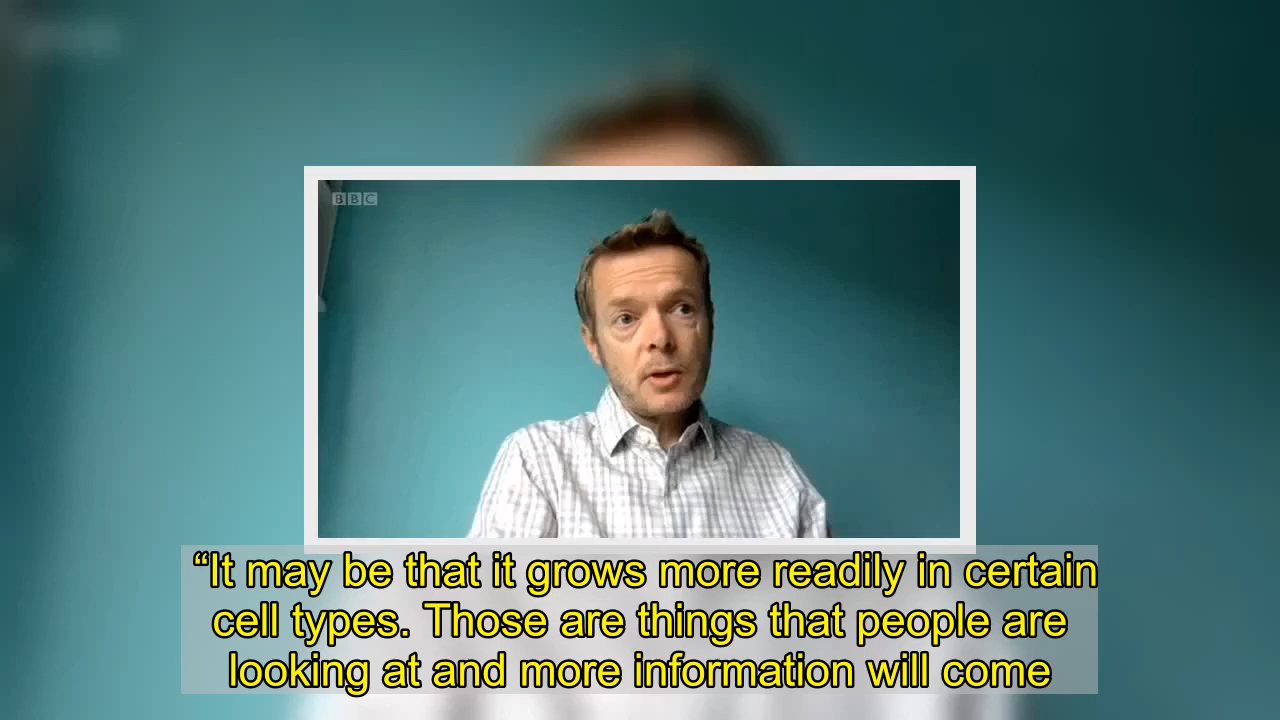 BBC
“It may be that it grows more readily in certain
cell types. Those are things that people are
looking at and more information will come